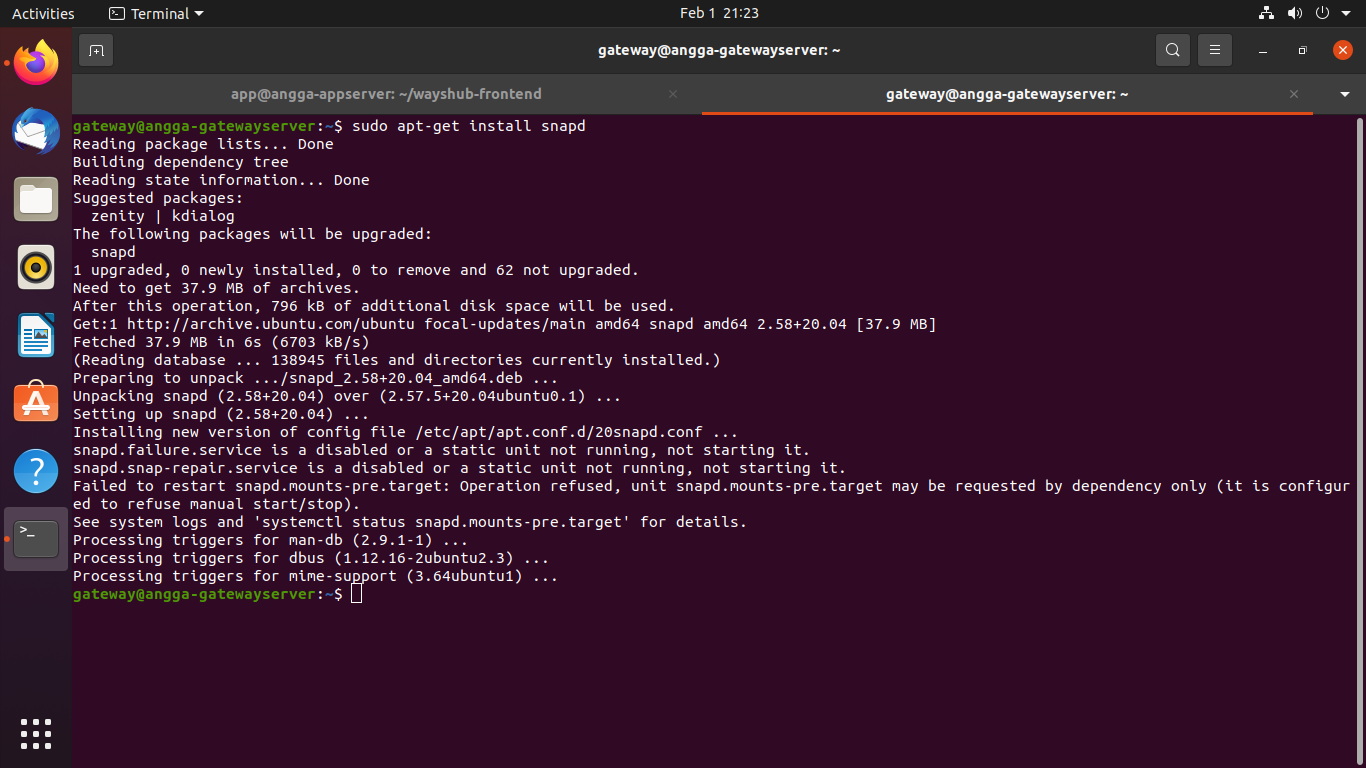 Activities
Terminal
Feb 1 21:23
gateway@angga-gatewayserver: ~
app@angga-appserver: ~/wayshub-frontend
gateway@angga-gatewayserver: ~
gateway@angga-gatewayserver:~$ sudo apt-get install snapd
Reading package lists... Done
Building dependency tree
Reading state information... Done
Suggested packages:
  zenity | kdialog
The following packages will be upgraded:
  snapd
1 upgraded, 0 newly installed, 0 to remove and 62 not upgraded.
Need to get 37.9 MB of archives.
After this operation, 796 kB of additional disk space will be used.
Get:1 http://archive.ubuntu.com/ubuntu focal-updates/main amd64 snapd amd64 2.58+20.04 [37.9 MB]
Fetched 37.9 MB in 6s (6703 kB/s)
(Reading database ... 138945 files and directories currently installed.)
Preparing to unpack .../snapd_2.58+20.04_amd64.deb ...
Unpacking snapd (2.58+20.04) over (2.57.5+20.04ubuntu0.1) ...
Setting up snapd (2.58+20.04) ...
Installing new version of config file /etc/apt/apt.conf.d/20snapd.conf ...
snapd.failure.service is a disabled or a static unit not running, not starting it.
snapd.snap-repair.service is a disabled or a static unit not running, not starting it.
Failed to restart snapd.mounts-pre.target: Operation refused, unit snapd.mounts-pre.target may be requested by dependency only (it is configur
ed to refuse manual start/stop).
See system logs and 'systemctl status snapd.mounts-pre.target' for details.
Processing triggers for man-db (2.9.1-1) ...
Processing triggers for dbus (1.12.16-2ubuntu2.3) ...
Processing triggers for mime-support (3.64ubuntu1) ...
gateway@angga-gatewayserver:~$